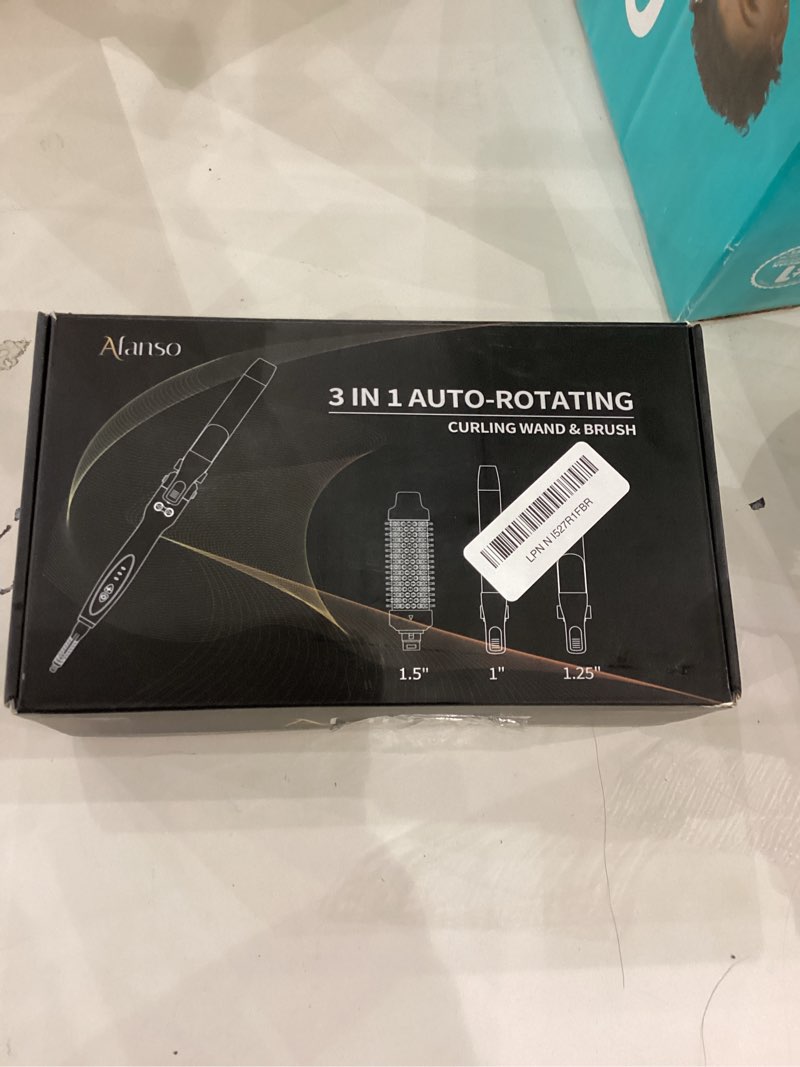 Alanso
3 IN 1 AUTO-ROTATING
CURLING WAND & BRUSH
LPN N I527R1FBR
1.5"
1"
1.25"